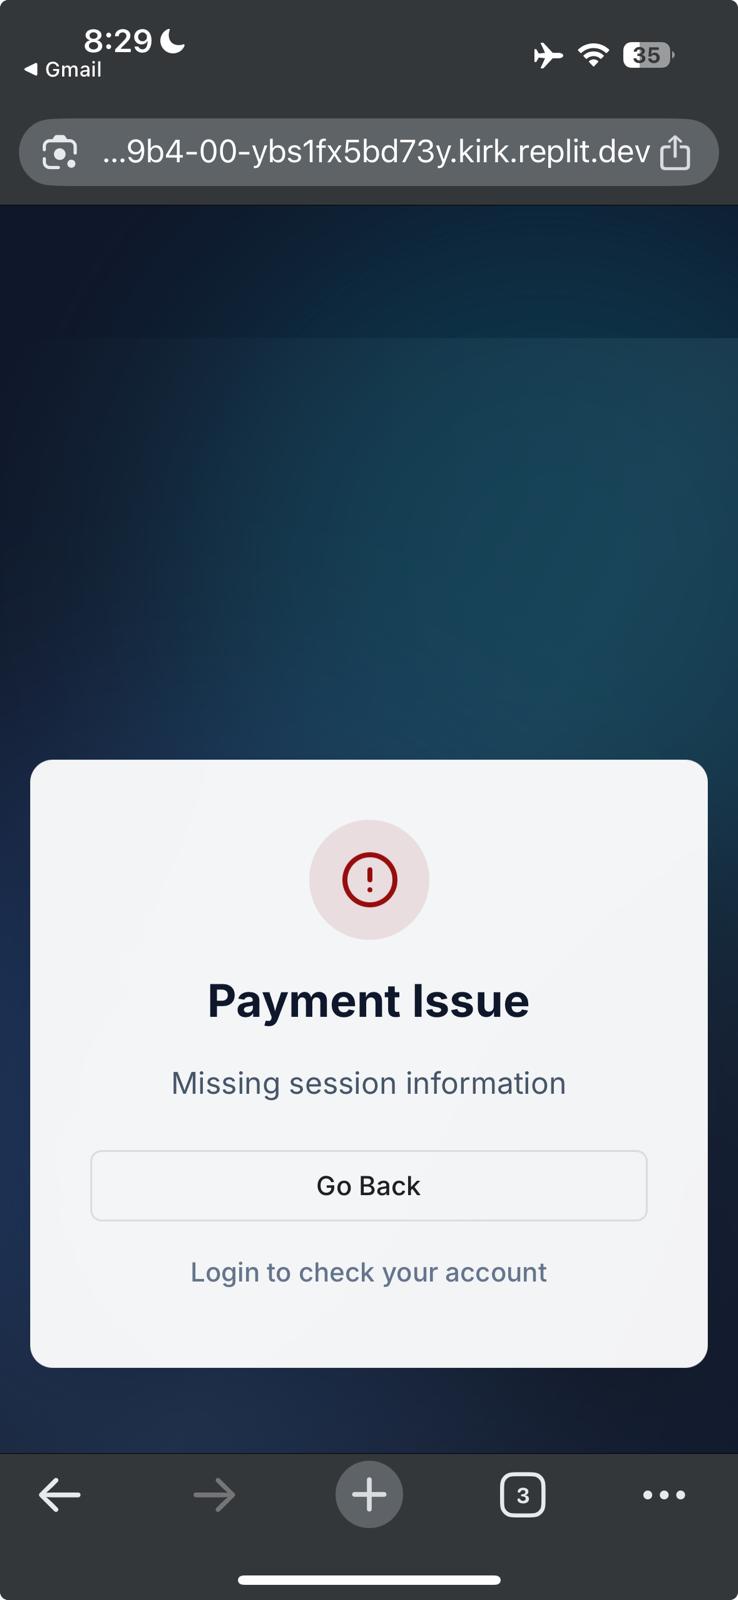 8:29
Gmail
35
...9b4-00-ybs1fx5bd73y.kirk.replit.dev
Payment Issue
Missing session information
Go Back
Login to check your account
3